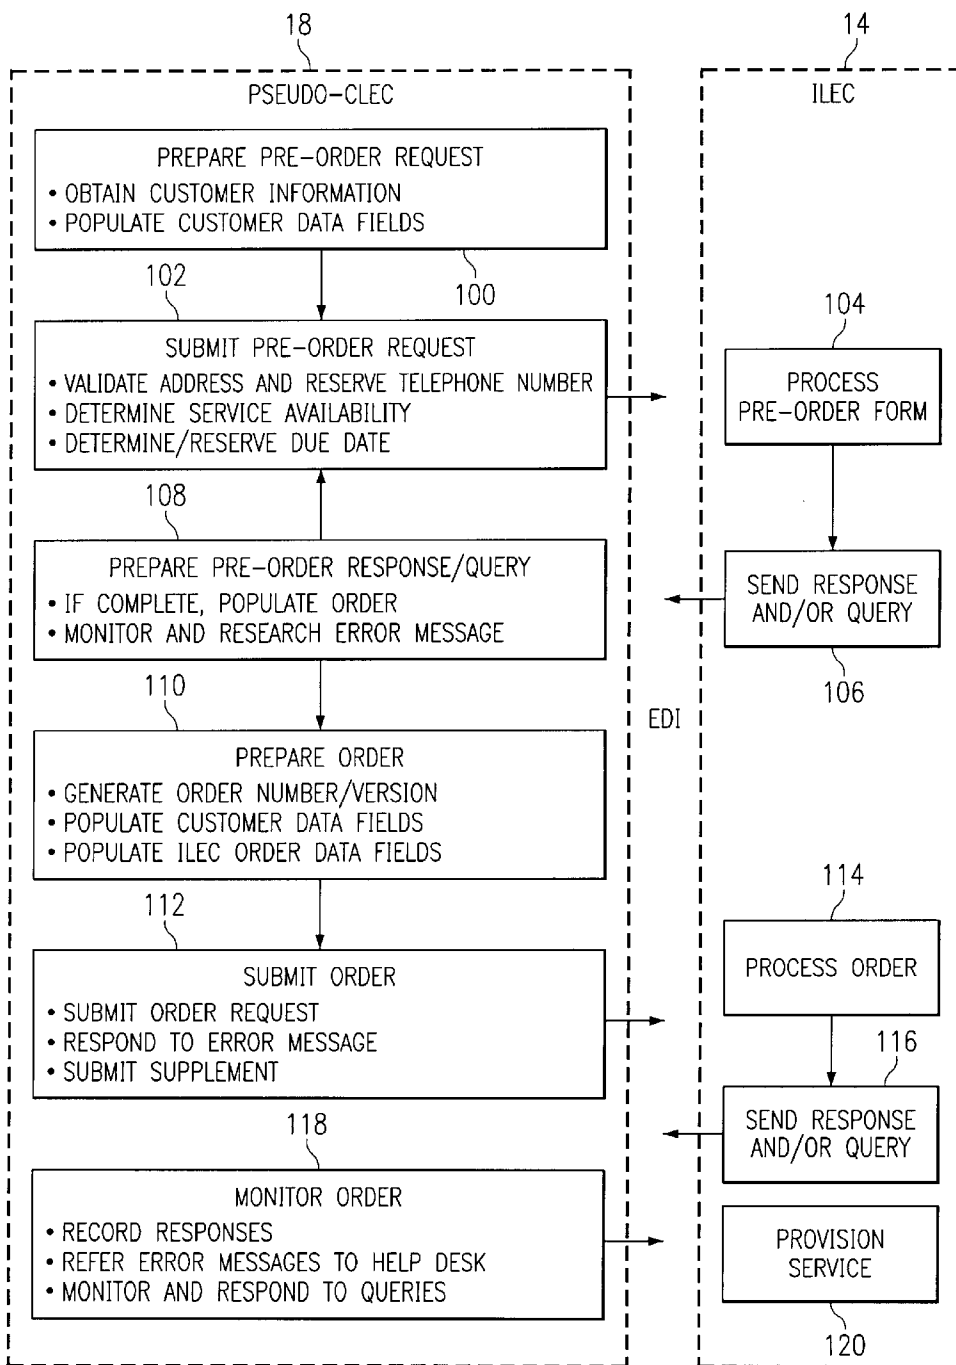 18
14
PSEUDO-CLEC
ILEC
PREPARE PRE-ORDER REQUEST
• OBTAIN CUSTOMER INFORMATION
• POPULATE CUSTOMER DATA FIELDS
100
102
SUBMIT PRE-ORDER REQUEST
• VALIDATE ADDRESS AND RESERVE TELEPHONE NUMBER
• DETERMINE SERVICE AVAILABILITY
• DETERMINE/RESERVE DUE DATE
104
PROCESS
PRE-ORDER FORM
108
PREPARE PRE-ORDER RESPONSE/QUERY
• IF COMPLETE, POPULATE ORDER
• MONITOR AND RESEARCH ERROR MESSAGE
SEND RESPONSE
AND/OR QUERY
106
EDI
110
PREPARE ORDER
• GENERATE ORDER NUMBER/VERSION
• POPULATE CUSTOMER DATA FIELDS
• POPULATE ILEC ORDER DATA FIELDS
112
SUBMIT ORDER
• SUBMIT ORDER REQUEST
• RESPOND TO ERROR MESSAGE
• SUBMIT SUPPLEMENT
114
PROCESS ORDER
116
SEND RESPONSE
AND/OR QUERY
118
MONITOR ORDER
• RECORD RESPONSES
• REFER ERROR MESSAGES TO HELP DESK
• MONITOR AND RESPOND TO QUERIES
PROVISION
SERVICE
120